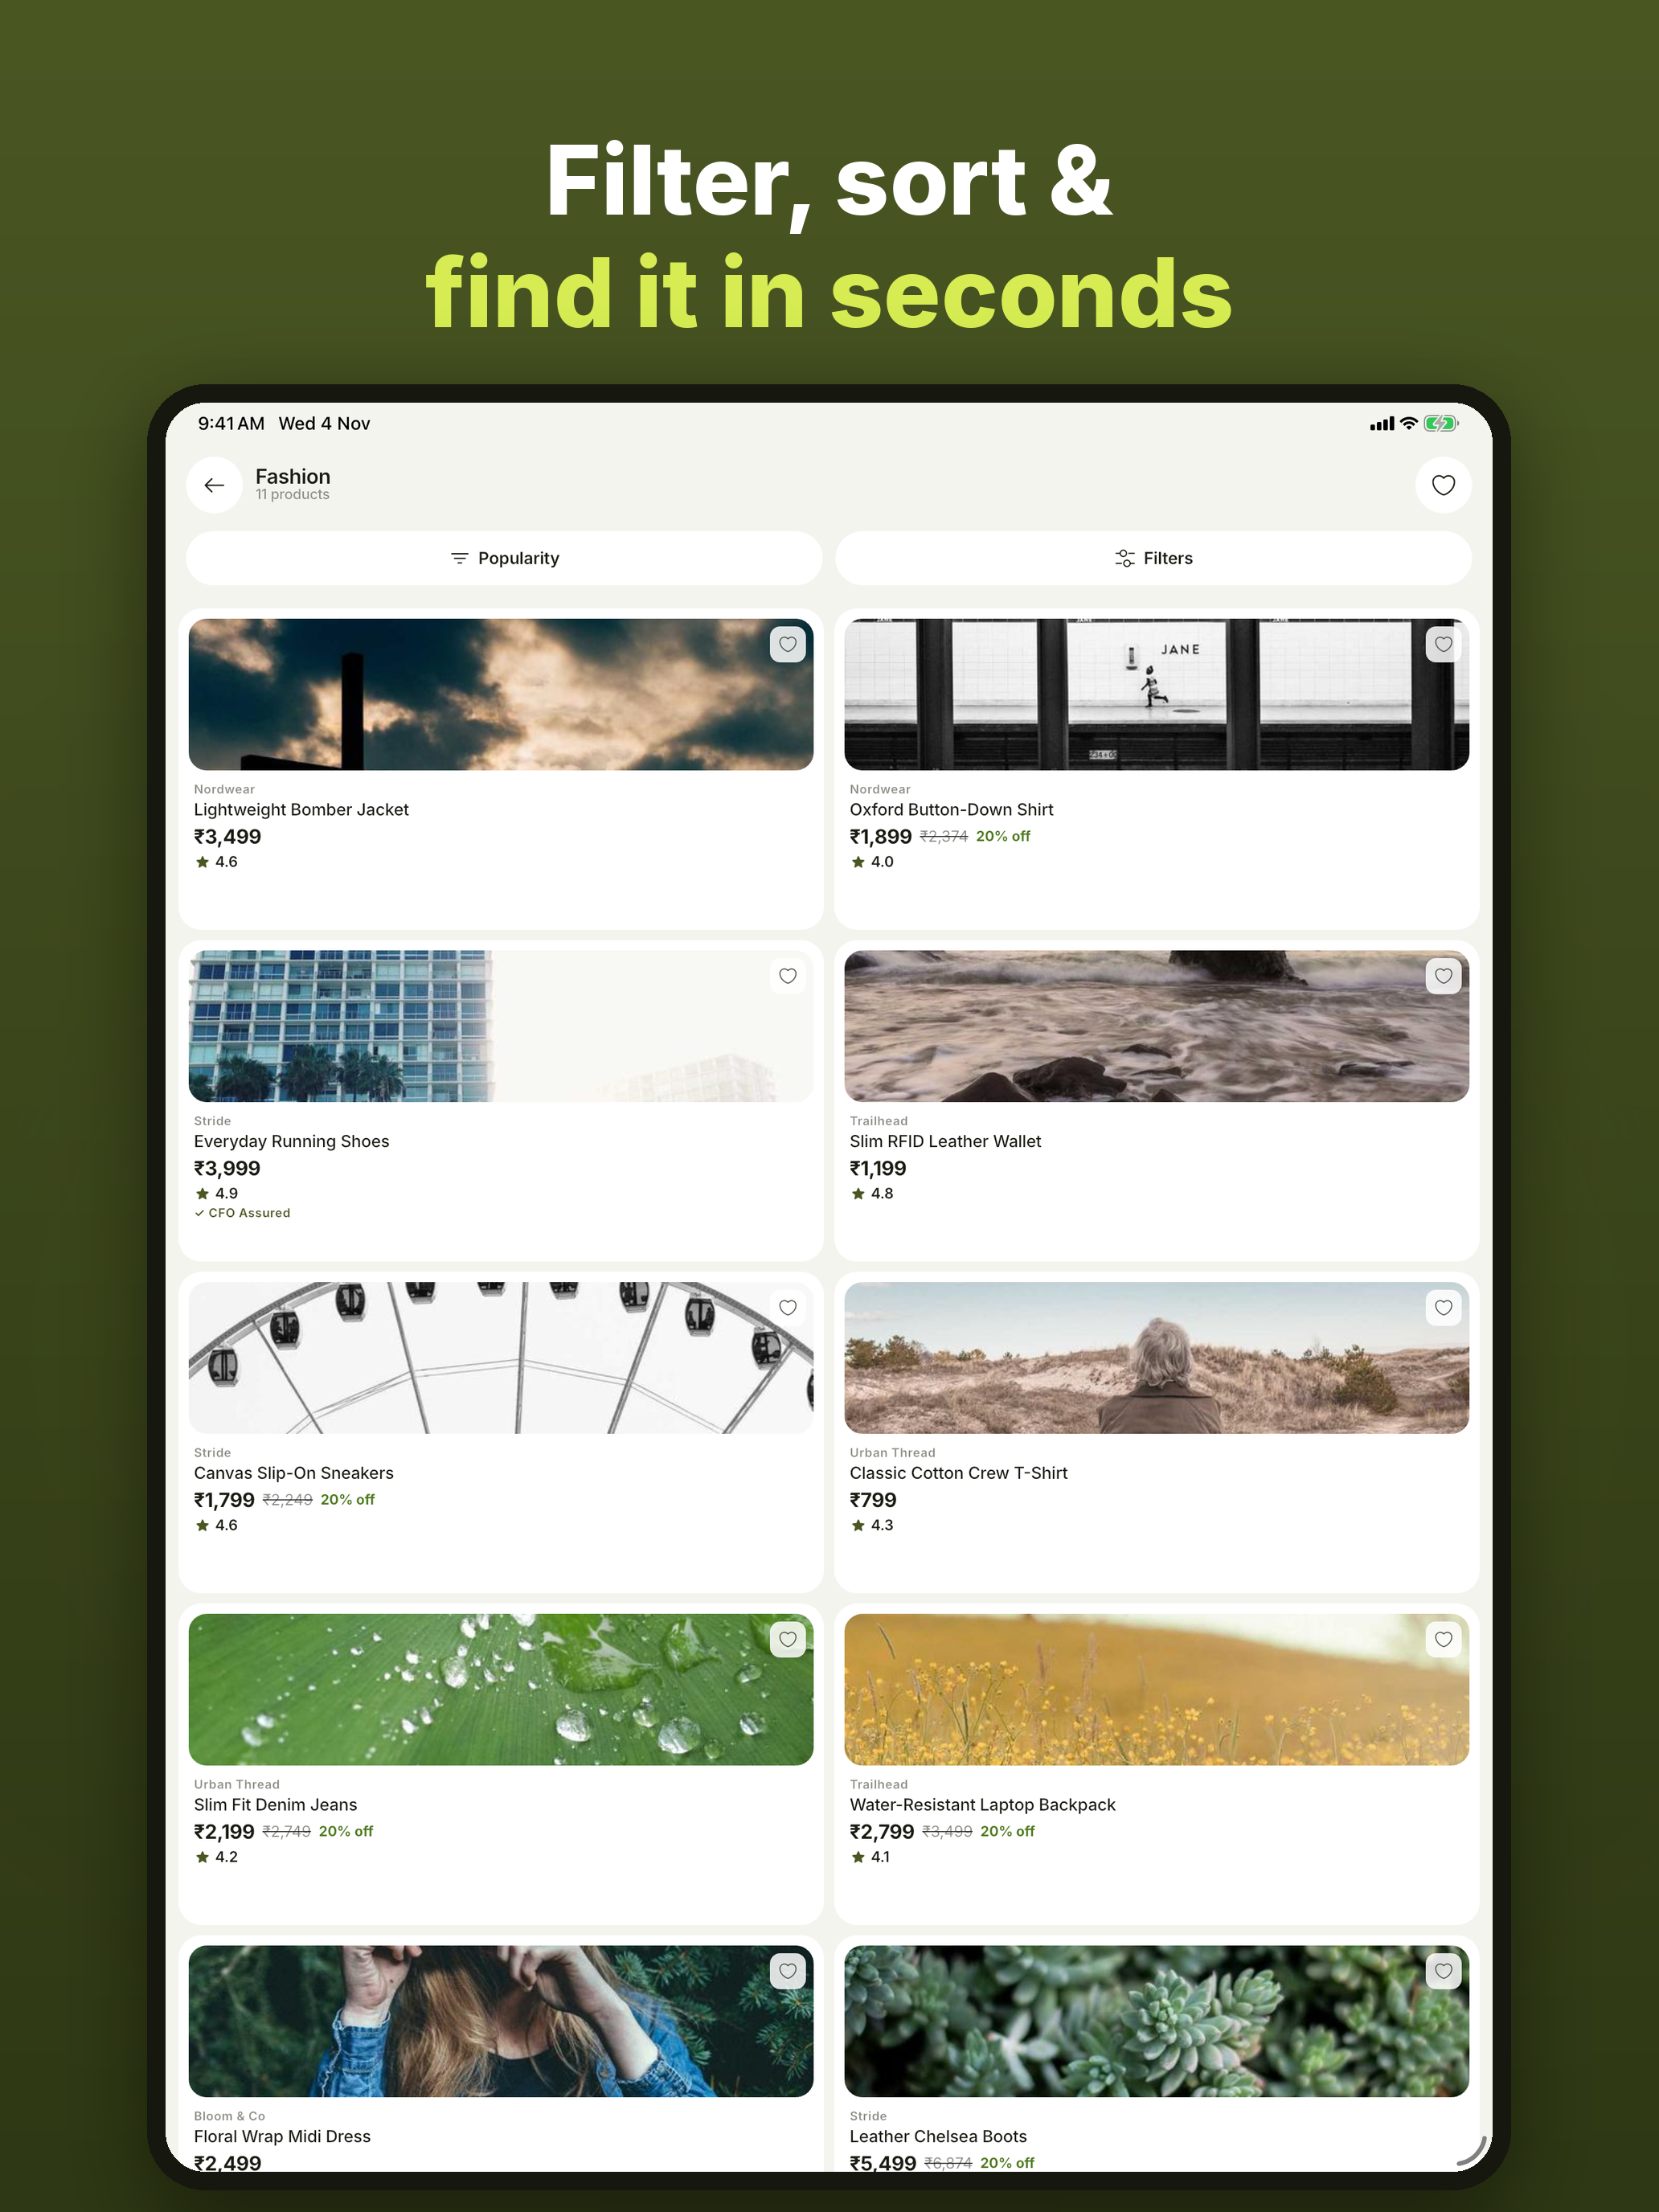 Filter, sort &
find it in seconds
9:41 AM Wed 4 Nov
Fashion
11 products
Popularity
Filters
JANE
Nordwear
Lightweight Bomber Jacket
₹3,499
4.6
Nordwear
Oxford Button-Down Shirt
₹1,899 ₹2,374 20% off
4.0
Stride
Everyday Running Shoes
₹3,999
4.9
✓ CFO Assured
Trailhead
Slim RFID Leather Wallet
₹1,199
4.8
Stride
Canvas Slip-On Sneakers
₹1,799 ₹2,249 20% off
4.6
Urban Thread
Classic Cotton Crew T-Shirt
₹799
4.3
Urban Thread
Slim Fit Denim Jeans
₹2,199 ₹2,749 20% off
4.2
Trailhead
Water-Resistant Laptop Backpack
₹2,799 ₹3,499 20% off
4.1
Bloom & Co
Floral Wrap Midi Dress
₹2,499
Stride
Leather Chelsea Boots
₹5,499 ₹6,874 20% off